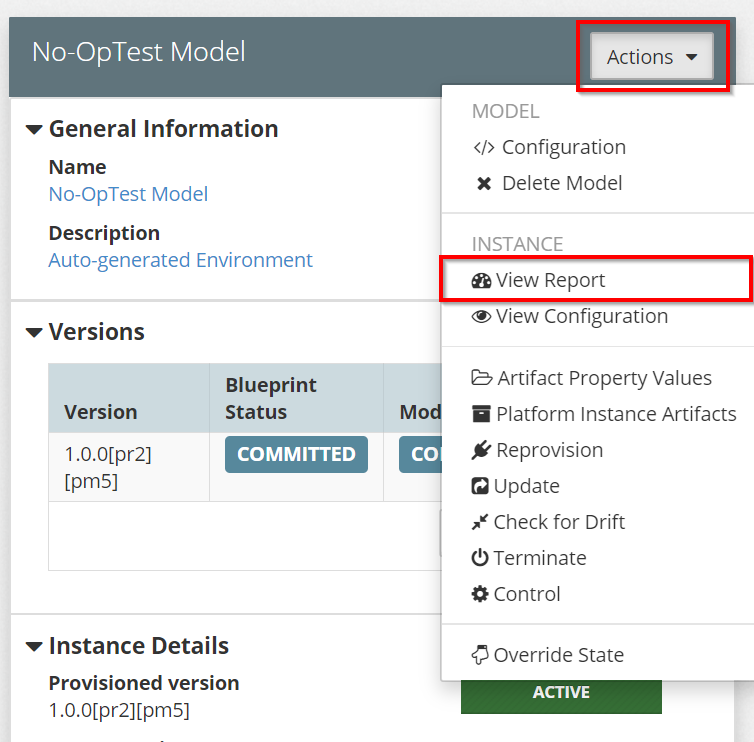 No-OpTest Model
Actions
General Information
Name
No-OpTest Model
Description
Auto-generated Environment
Versions
Version
Blueprint
Status
1.0.0[pr2]
[pm5]
COMMITTED
Instance Details
Provisioned version
1.0.0[pr2][pm5]
ACTIVE
MODEL
Configuration
Delete Model
INSTANCE
View Report
View Configuration
Artifact Property Values
Platform Instance Artifacts
Reprovision
Update
Check for Drift
Terminate
Control
Override State